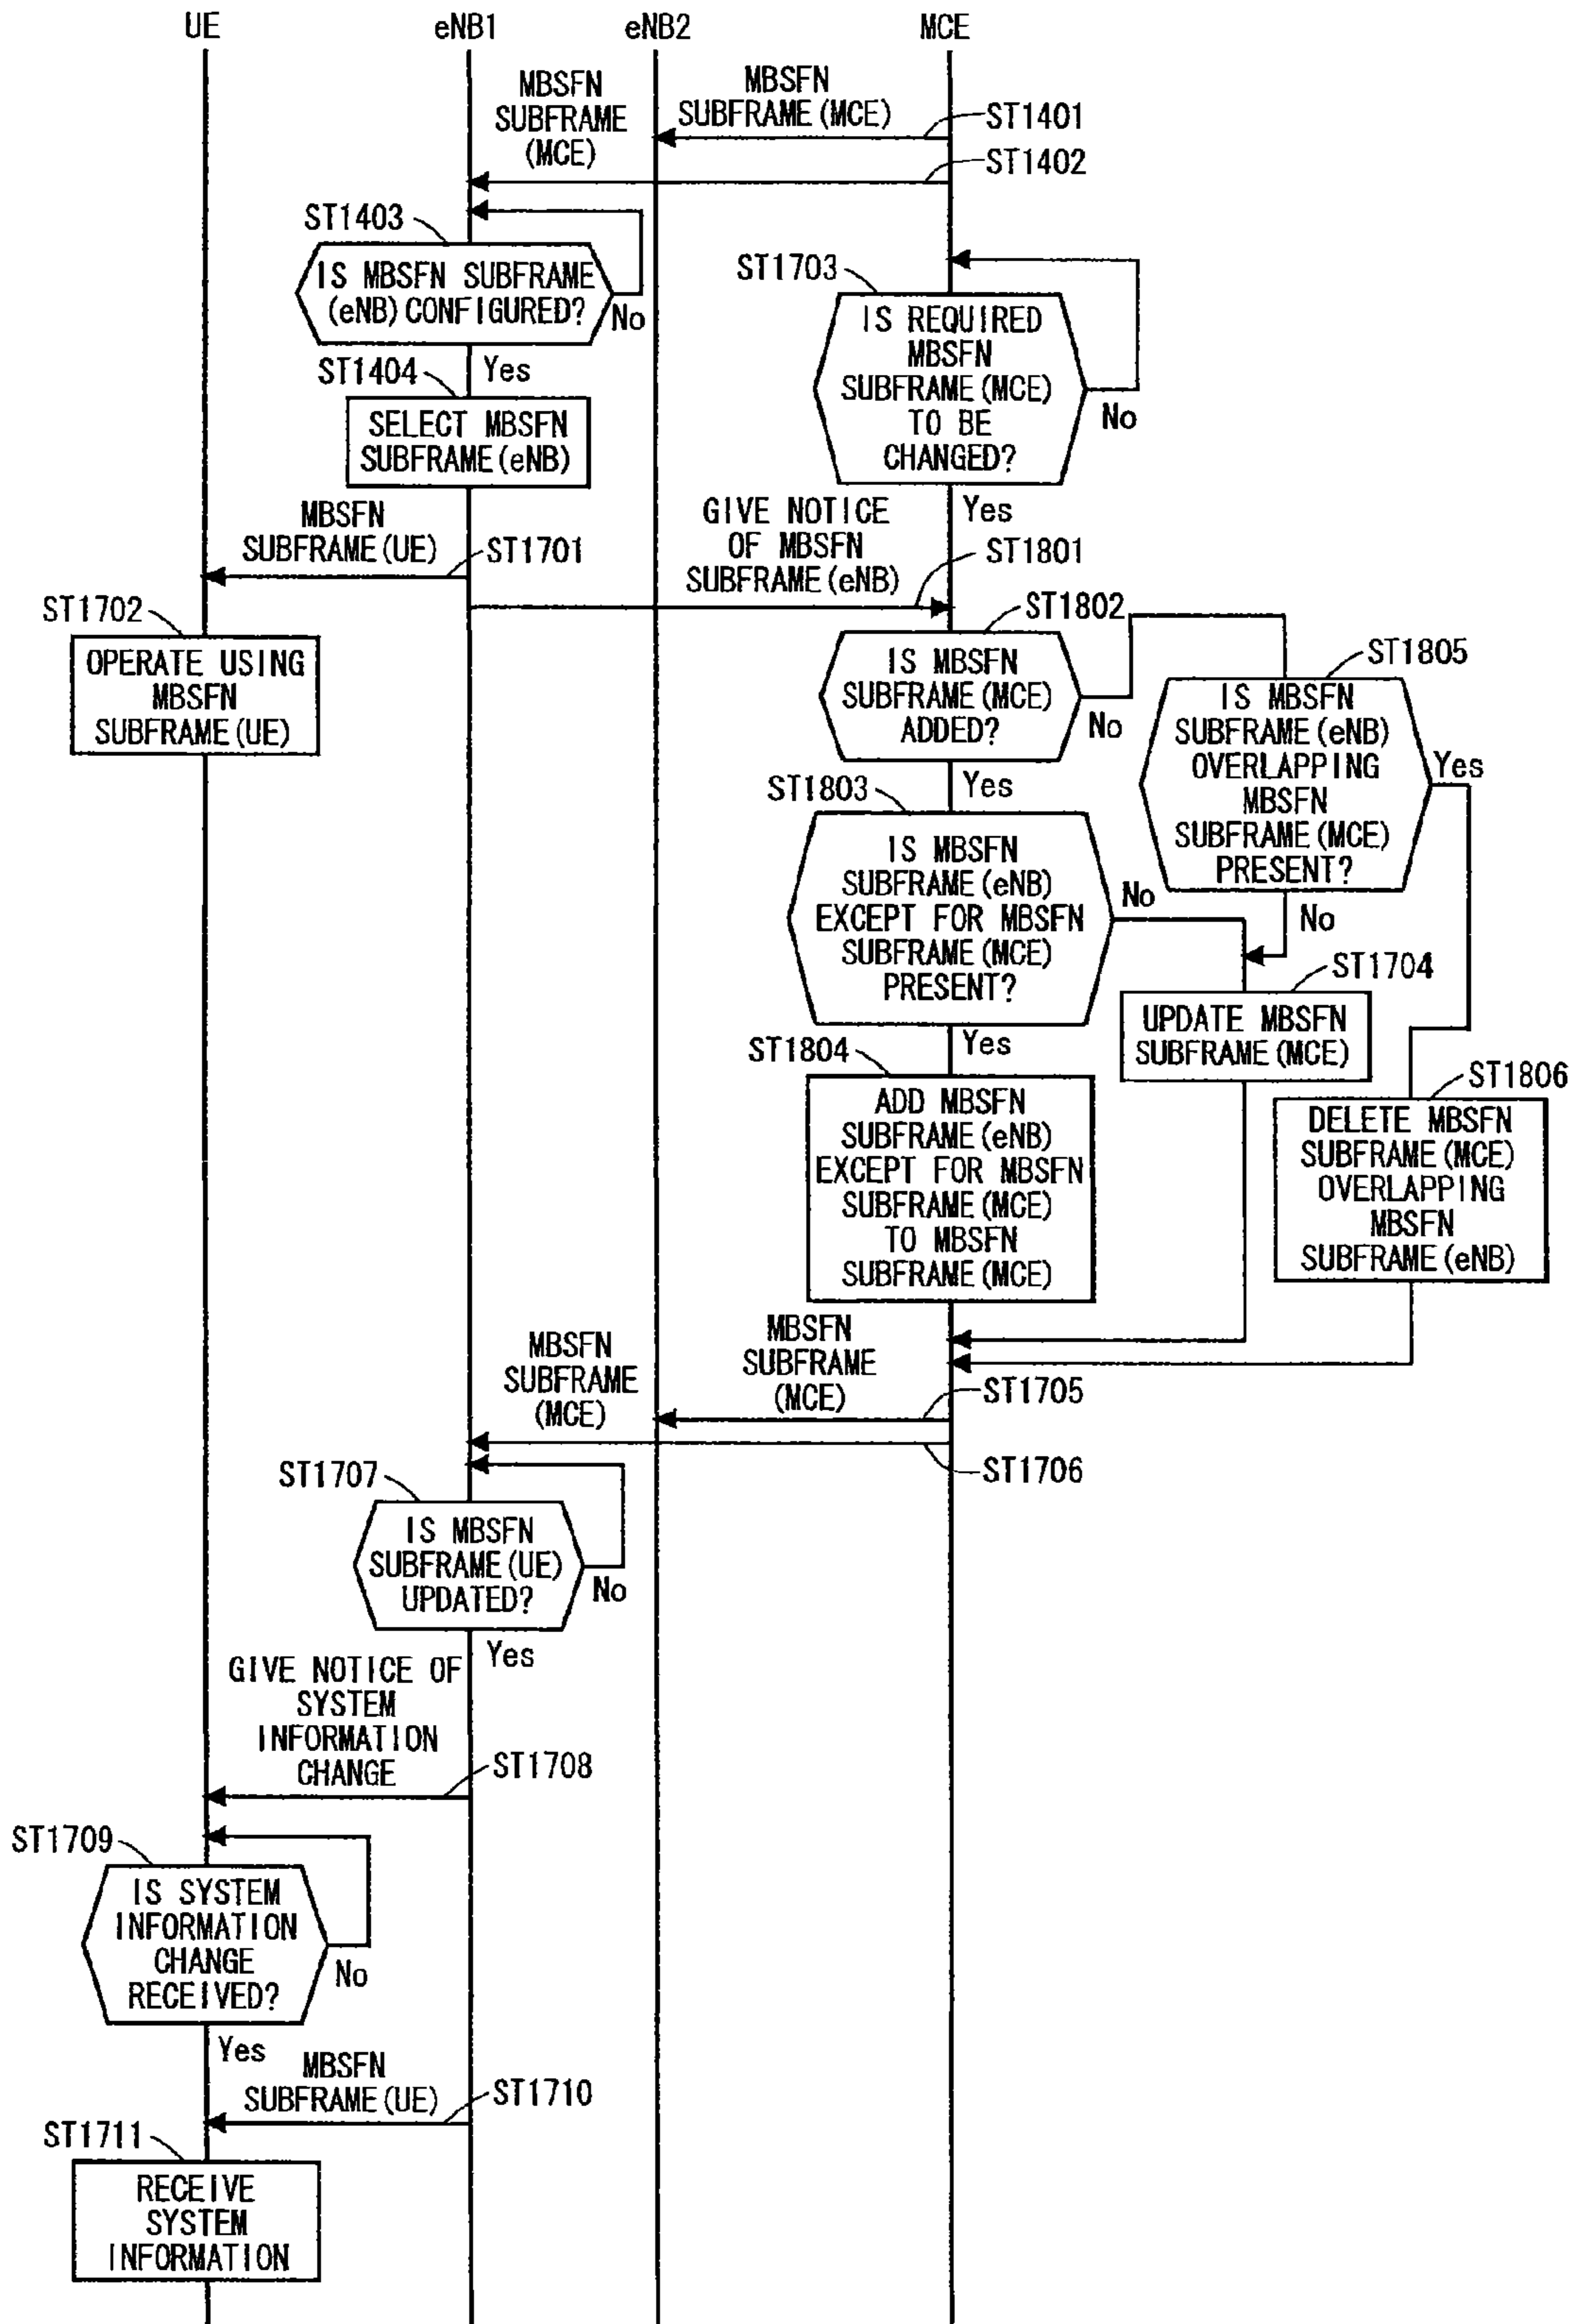 UE
eNB1
eNB2
MCE
MBSFN
SUBFRAME
(MCE)
MBSFN
SUBFRAME(MCE)
ST1401
ST1402
ST1403
IS MBSFN SUBFRAME
(eNB) CONFIGURED?
No
Yes
ST1404
SELECT MBSFN
SUBFRAME(eNB)
ST1703
IS REQUIRED
MBSFN
SUBFRAME(MCE)
TO BE
CHANGED?
No
Yes
MBSFN
SUBFRAME(UE)
ST1701
GIVE NOTICE
OF MBSFN
SUBFRAME(eNB)
ST1801
ST1702
OPERATE USING
MBSFN
SUBFRAME(UE)
ST1802
IS MBSFN
SUBFRAME(MCE)
ADDED?
No
Yes
ST1805
IS MBSFN
SUBFRAME(eNB)
OVERLAPPING
MBSFN
SUBFRAME(MCE)
PRESENT?
Yes
No
ST1803
IS MBSFN
SUBFRAME(eNB)
EXCEPT FOR MBSFN
SUBFRAME(MCE)
PRESENT?
No
Yes
ST1704
UPDATE MBSFN
SUBFRAME(MCE)
ST1804
ADD MBSFN
SUBFRAME(eNB)
EXCEPT FOR MBSFN
SUBFRAME(MCE)
TO MBSFN
SUBFRAME(MCE)
ST1806
DELETE MBSFN
SUBFRAME(MCE)
OVERLAPPING
MBSFN
SUBFRAME(eNB)
MBSFN
SUBFRAME
(MCE)
MBSFN
SUBFRAME
(MCE)
ST1705
ST1706
ST1707
IS MBSFN
SUBFRAME(UE)
UPDATED?
No
Yes
GIVE NOTICE OF
SYSTEM
INFORMATION
CHANGE
ST1708
ST1709
IS SYSTEM
INFORMATION
CHANGE
RECEIVED?
No
Yes
MBSFN
SUBFRAME(UE)
ST1710
ST1711
RECEIVE
SYSTEM
INFORMATION